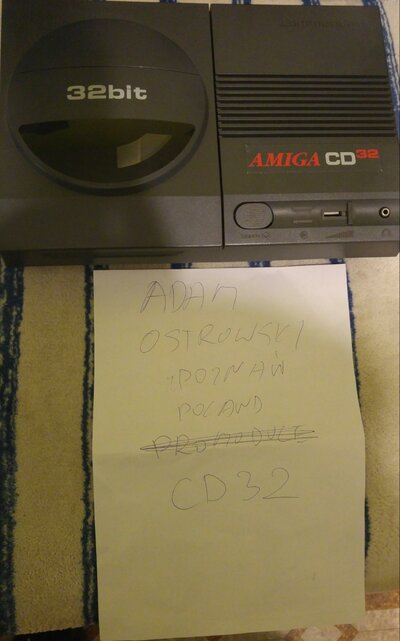 32bit
AMIGA CD32
ADAM
OSTROWSKI
POZNAŃ
POLAND
CD32